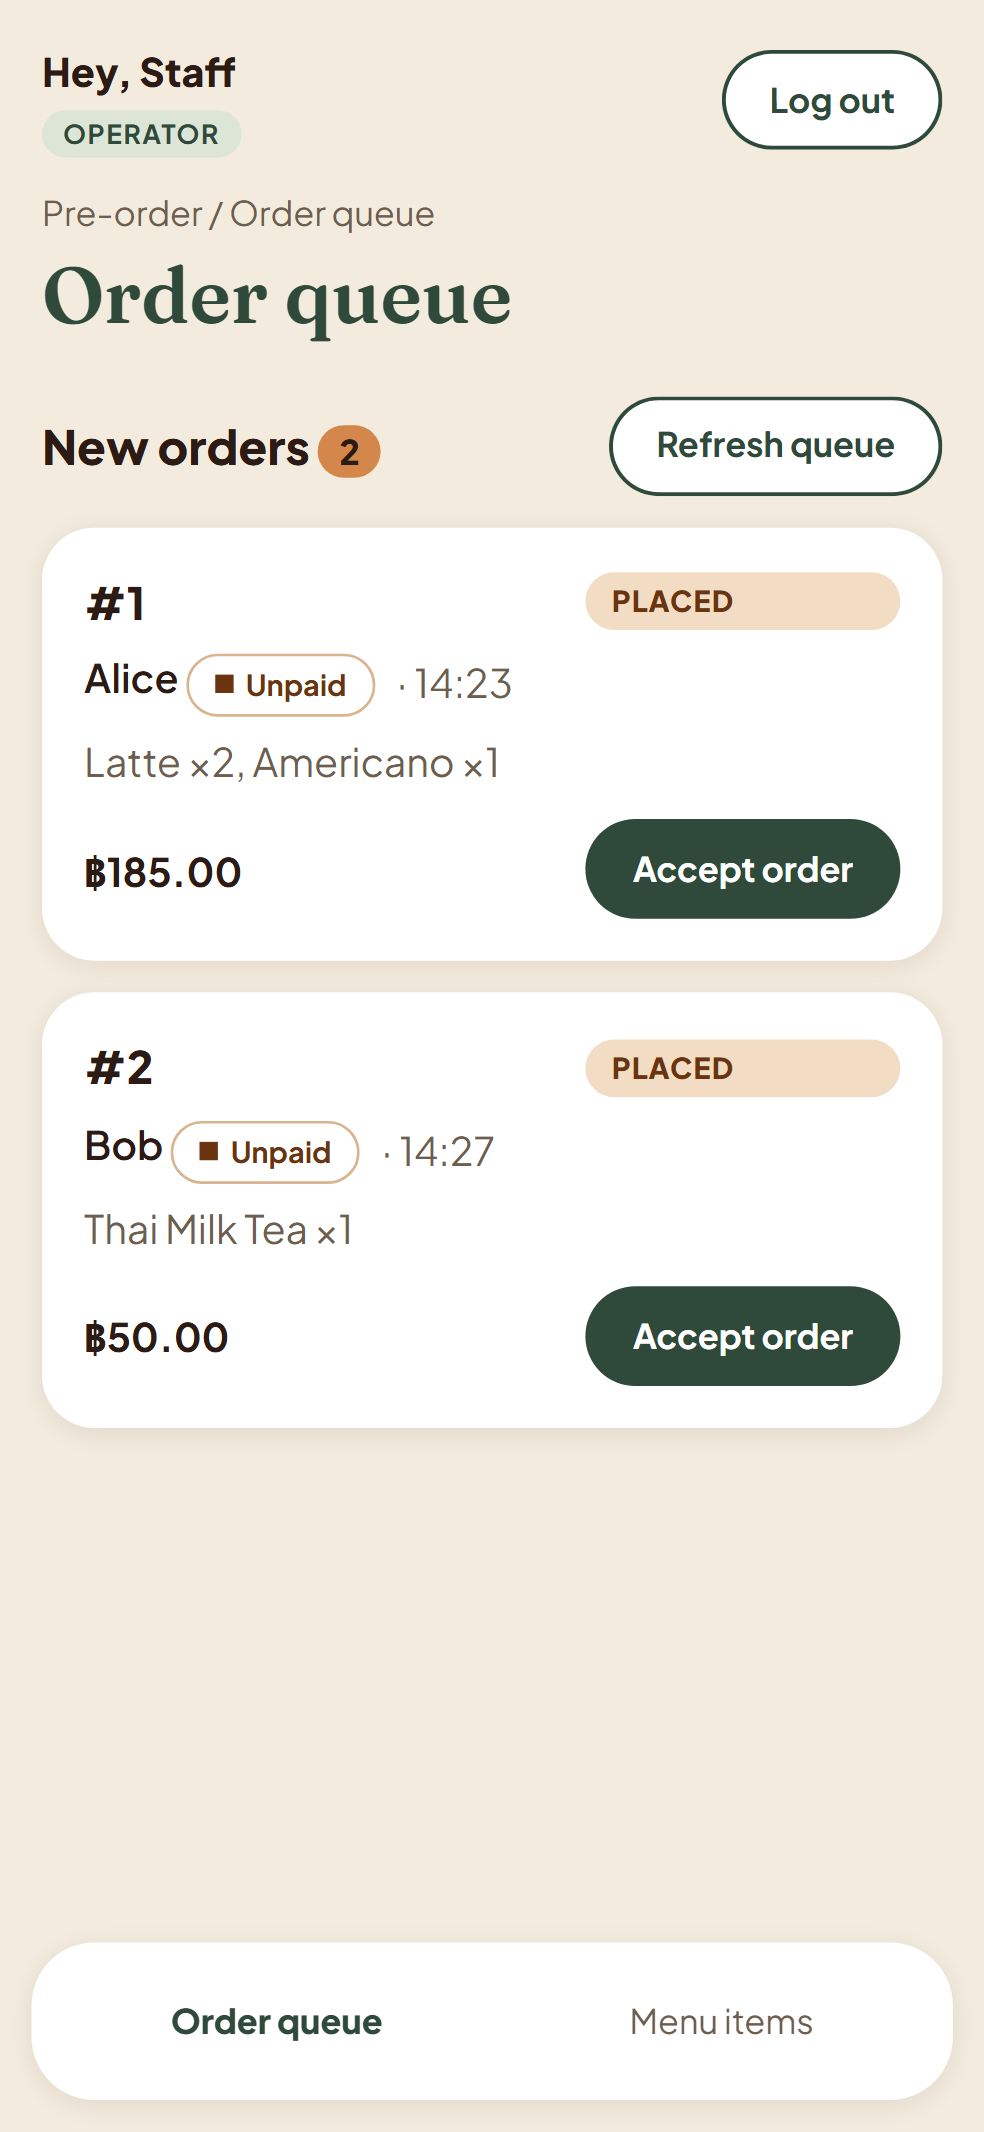 Hey, Staff
Log out
OPERATOR
Pre-order / Order queue
Order queue
New orders 2
Refresh queue
#1
PLACED
Alice Unpaid · 14:23
Latte ×2, Americano ×1
฿185.00
Accept order
#2
PLACED
Bob Unpaid · 14:27
Thai Milk Tea ×1
฿50.00
Accept order
Order queue
Menu items